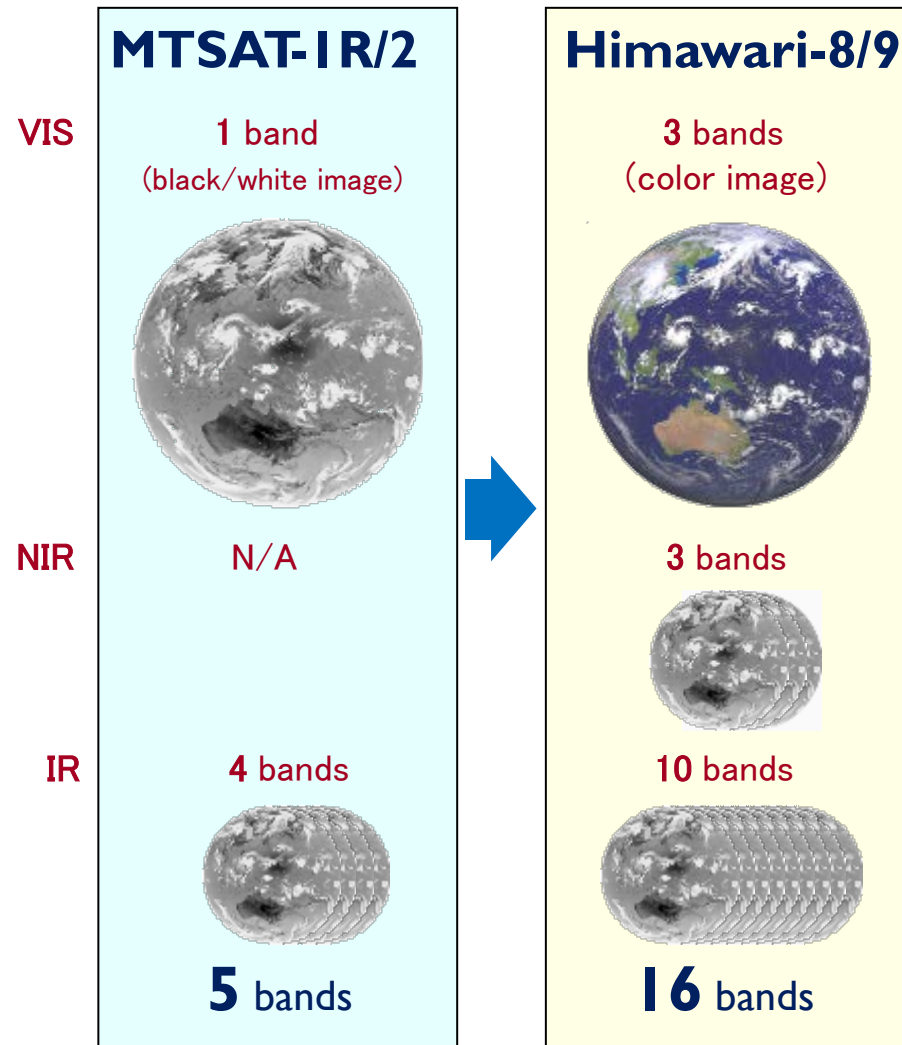 MTSAT-1R/2
Himawari-8/9
VIS
1 band
(black/white image)
3 bands
(color image)
NIR
N/A
3 bands
IR
4 bands
10 bands
5 bands
16 bands